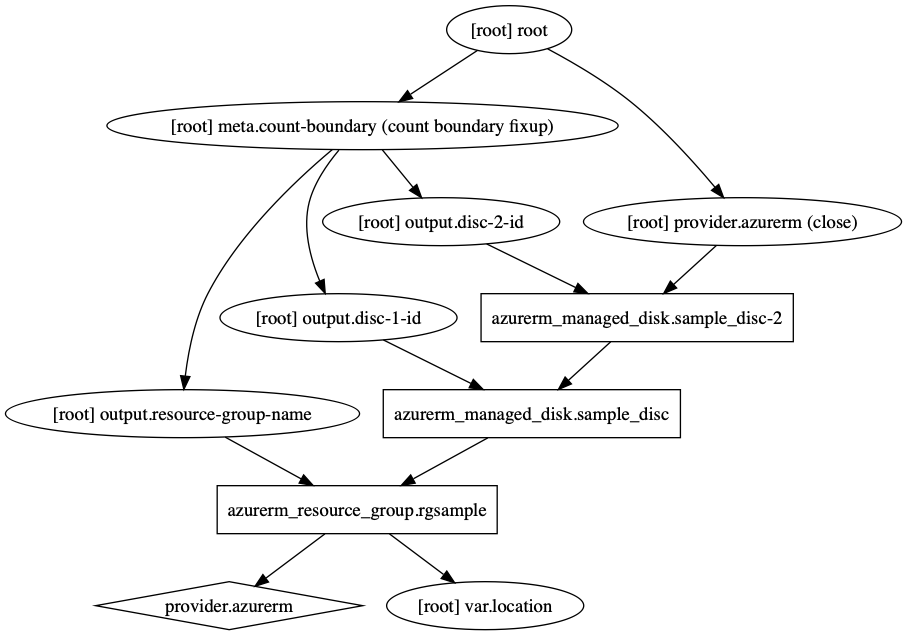 [root] root
[root] meta.count-boundary (count boundary fixup)
[root] output.disc-2-id
[root] provider.azurerm (close)
[root] output.disc-1-id
azurerm_managed_disk.sample_disc-2
[root] output.resource-group-name
azurerm_managed_disk.sample_disc
azurerm_resource_group.rgsample
provider.azurerm
[root] var.location